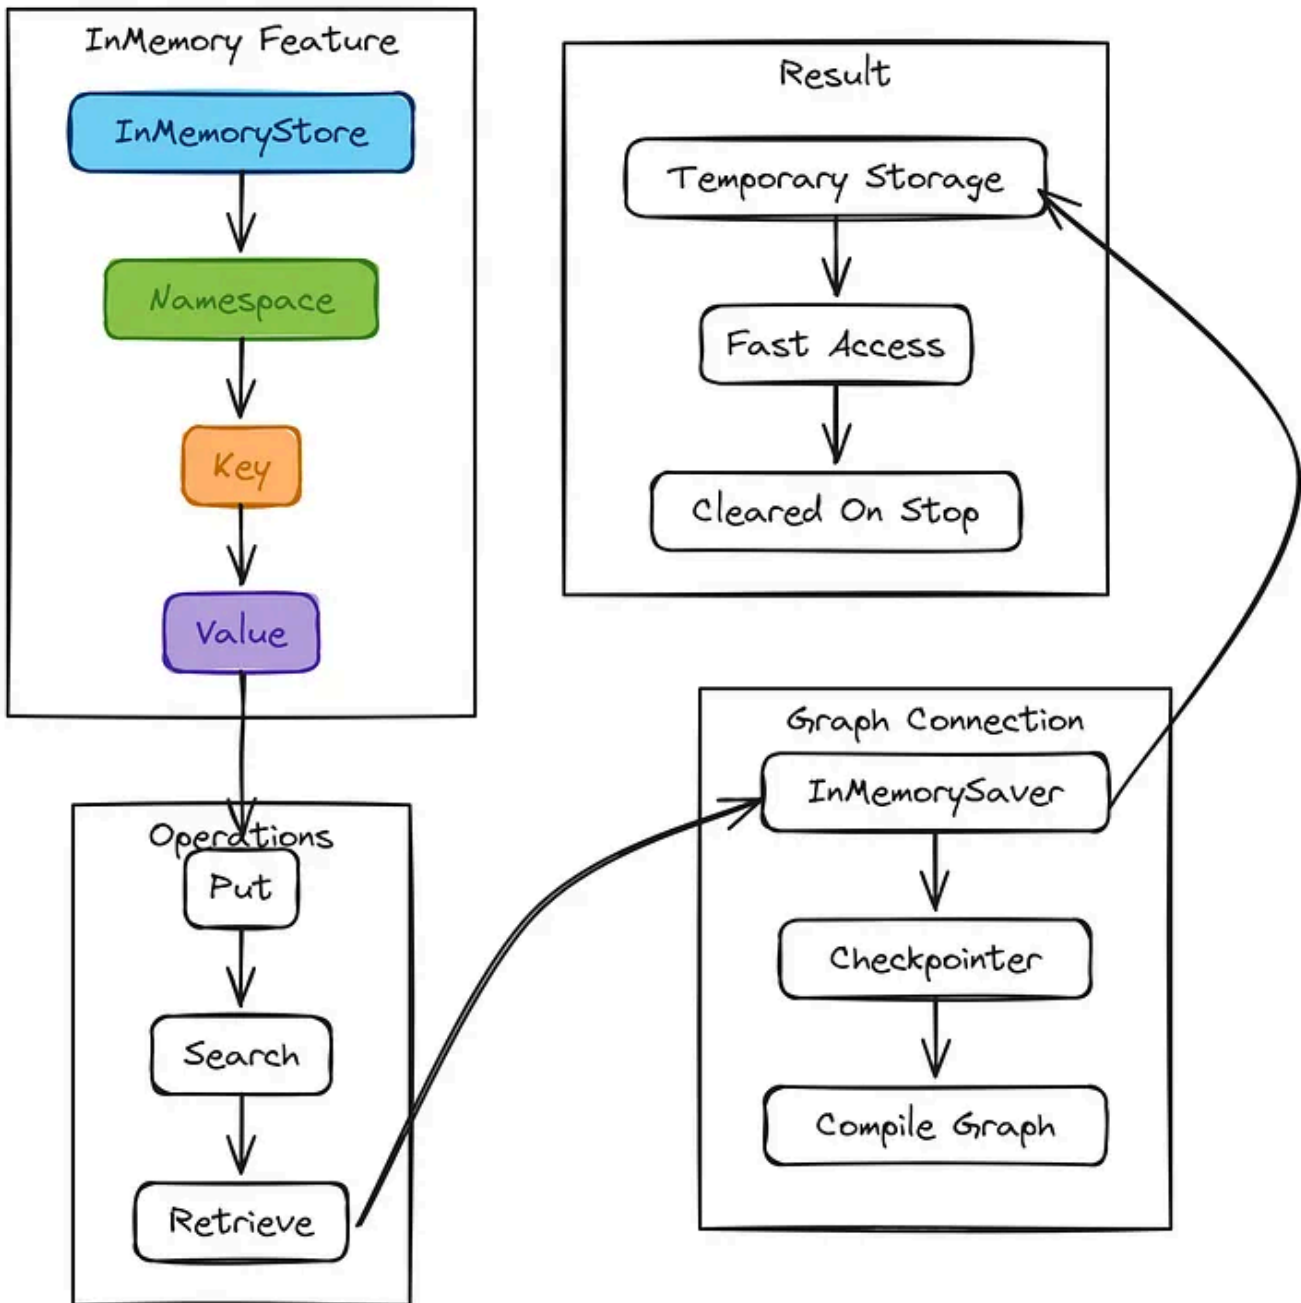 InMemory Feature
InMemoryStore
Namespace
Key
Value
Operations
Put
Search
Retrieve
Graph Connection
InMemorySaver
Checkpointer
Compile Graph
Result
Temporary Storage
Fast Access
Cleared On Stop